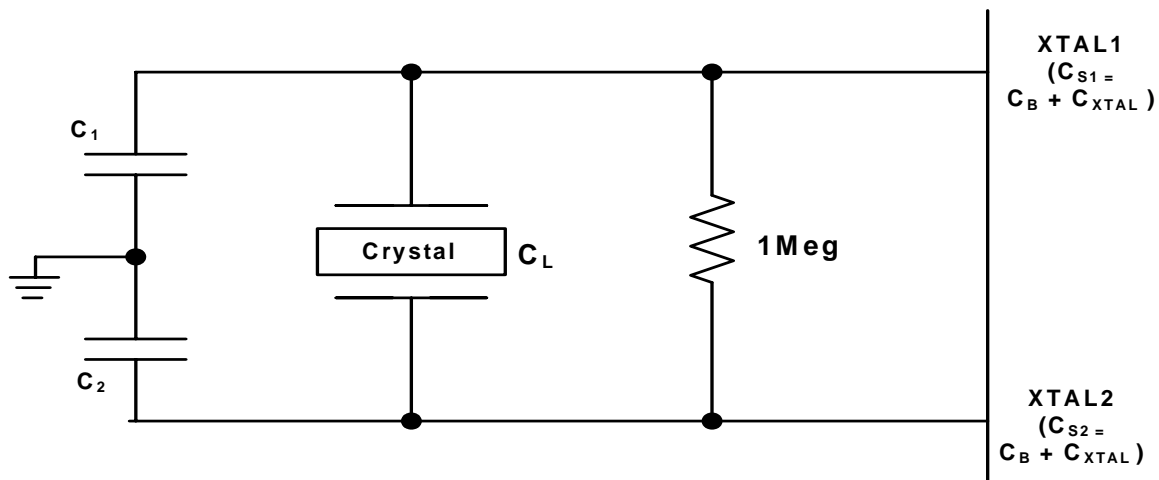 XTAL1
(CS1 =
CB + CXTAL )
C1
Crystal
CL
1Meg
C2
XTAL2
(CS2 =
CB + CXTAL )